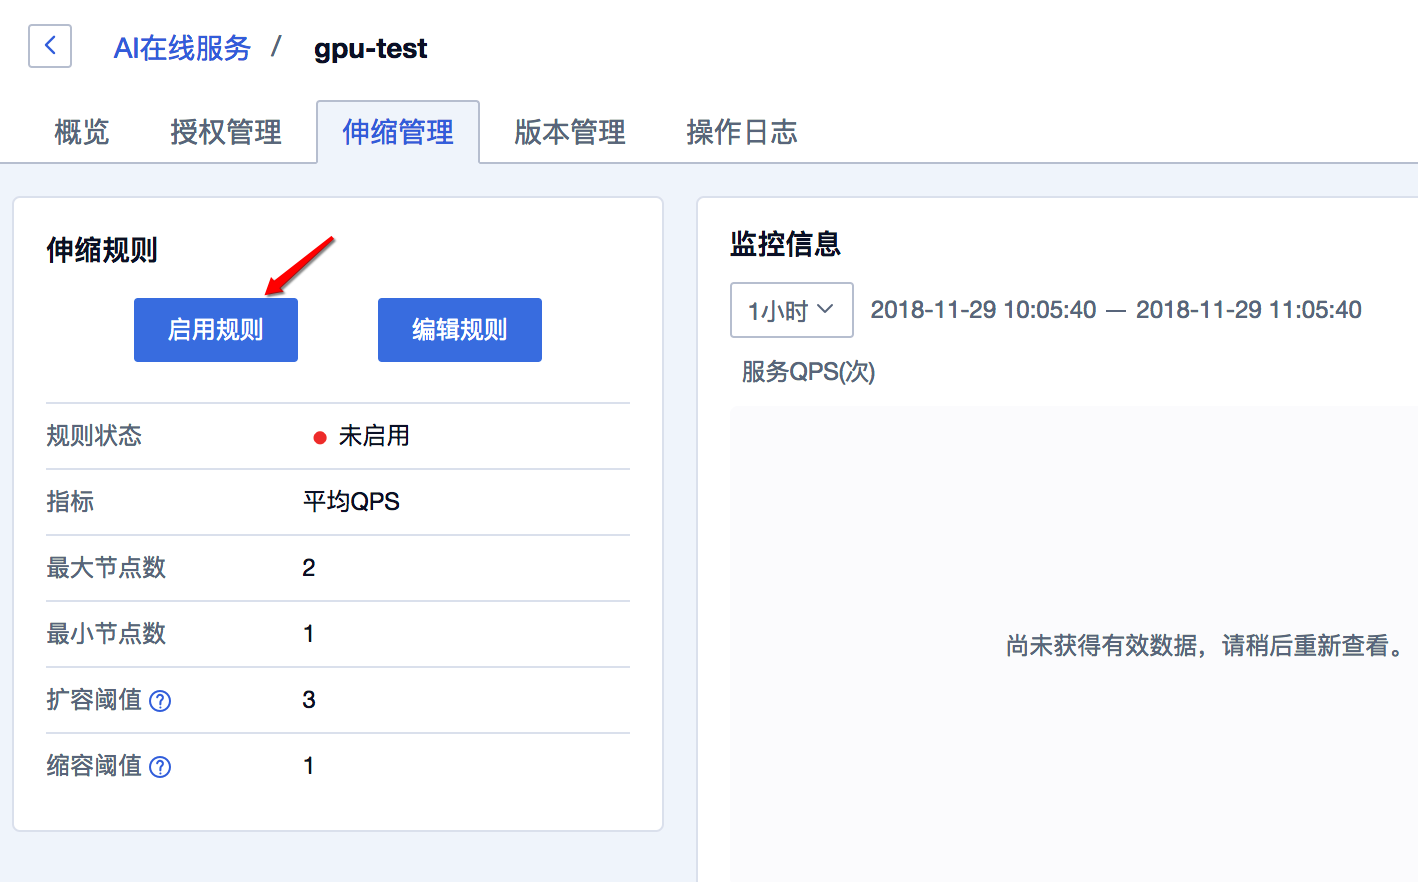 AI在线服务 / gpu-test
概览 授权管理 伸缩管理 版本管理 操作日志
伸缩规则
启用规则 编辑规则
规则状态 未启用
指标 平均QPS
最大节点数 2
最小节点数 1
扩容阈值 ? 3
缩容阈值 ? 1
监控信息
1小时 2018-11-29 10:05:40 — 2018-11-29 11:05:40
服务QPS(次)
尚未获得有效数据，请稍后重新查看。